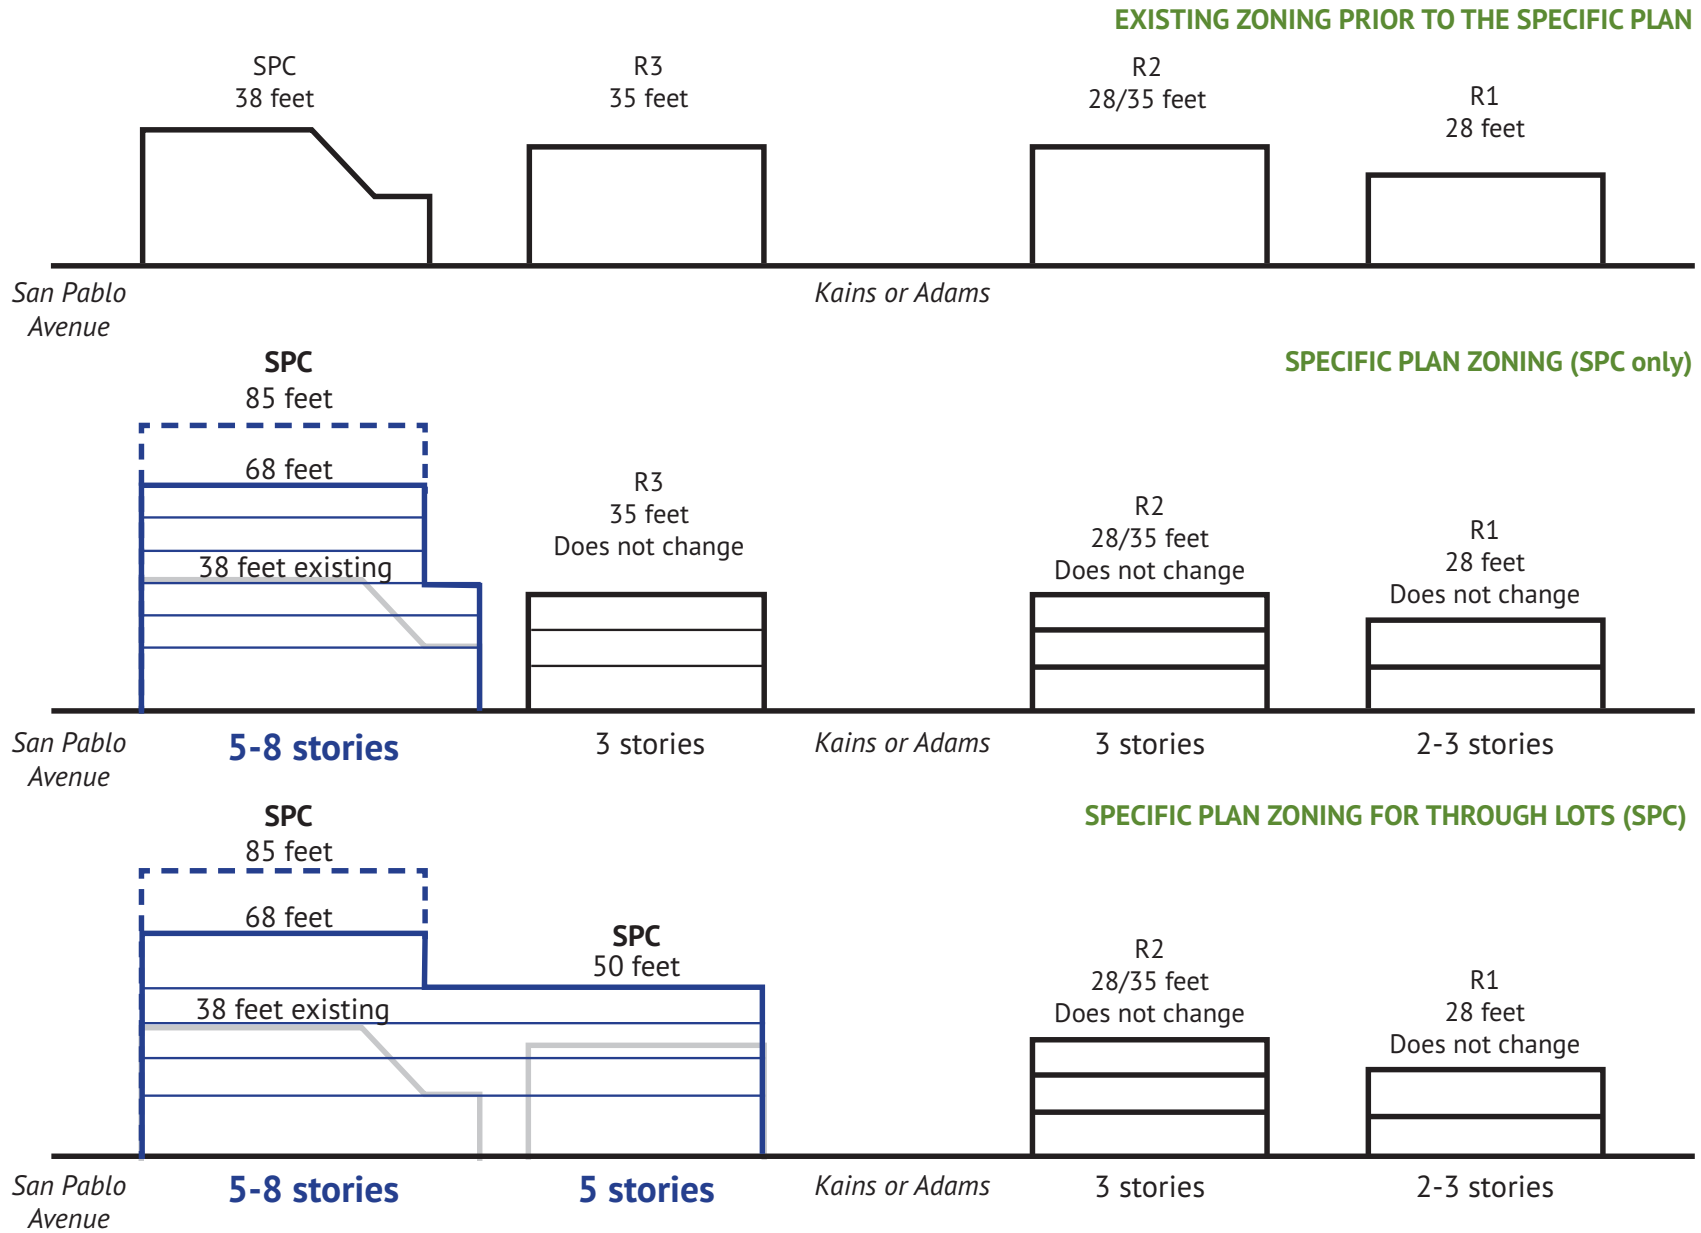 EXISTING ZONING PRIOR TO THE SPECIFIC PLAN
SPC
38 feet
R3
35 feet
R2
28/35 feet
R1
28 feet
San Pablo
Avenue
Kains or Adams
SPECIFIC PLAN ZONING (SPC only)
SPC
85 feet
68 feet
38 feet existing
R3
35 feet
Does not change
R2
28/35 feet
Does not change
R1
28 feet
Does not change
San Pablo
Avenue
5-8 stories
3 stories
Kains or Adams
3 stories
2-3 stories
SPECIFIC PLAN ZONING FOR THROUGH LOTS (SPC)
SPC
85 feet
68 feet
38 feet existing
SPC
50 feet
R2
28/35 feet
Does not change
R1
28 feet
Does not change
San Pablo
Avenue
5-8 stories
5 stories
Kains or Adams
3 stories
2-3 stories